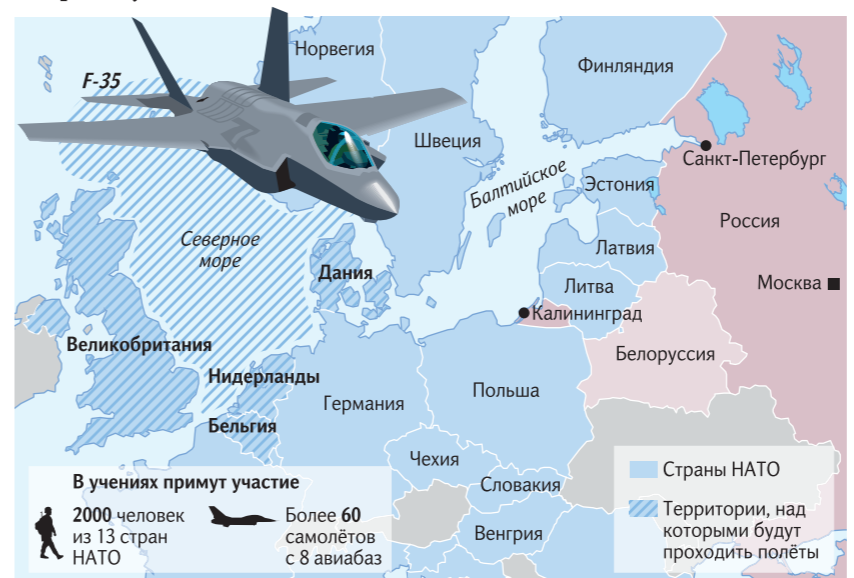 Норвегия
Финляндия
F-35
Швеция
Санкт-Петербург
Балтийское
море
Эстония
Россия
Северное
море
Латвия
Дания
Литва
Москва
Калининград
Великобритания
Белоруссия
Нидерланды
Польша
Германия
Бельгия
Чехия
Словакия
Венгрия
В учениях примут участие
2000 человек
из 13 стран
НАТО
Более 60
самолётов
с 8 авиабаз
Страны НАТО
Территории, над
которыми будут
проходить полёты